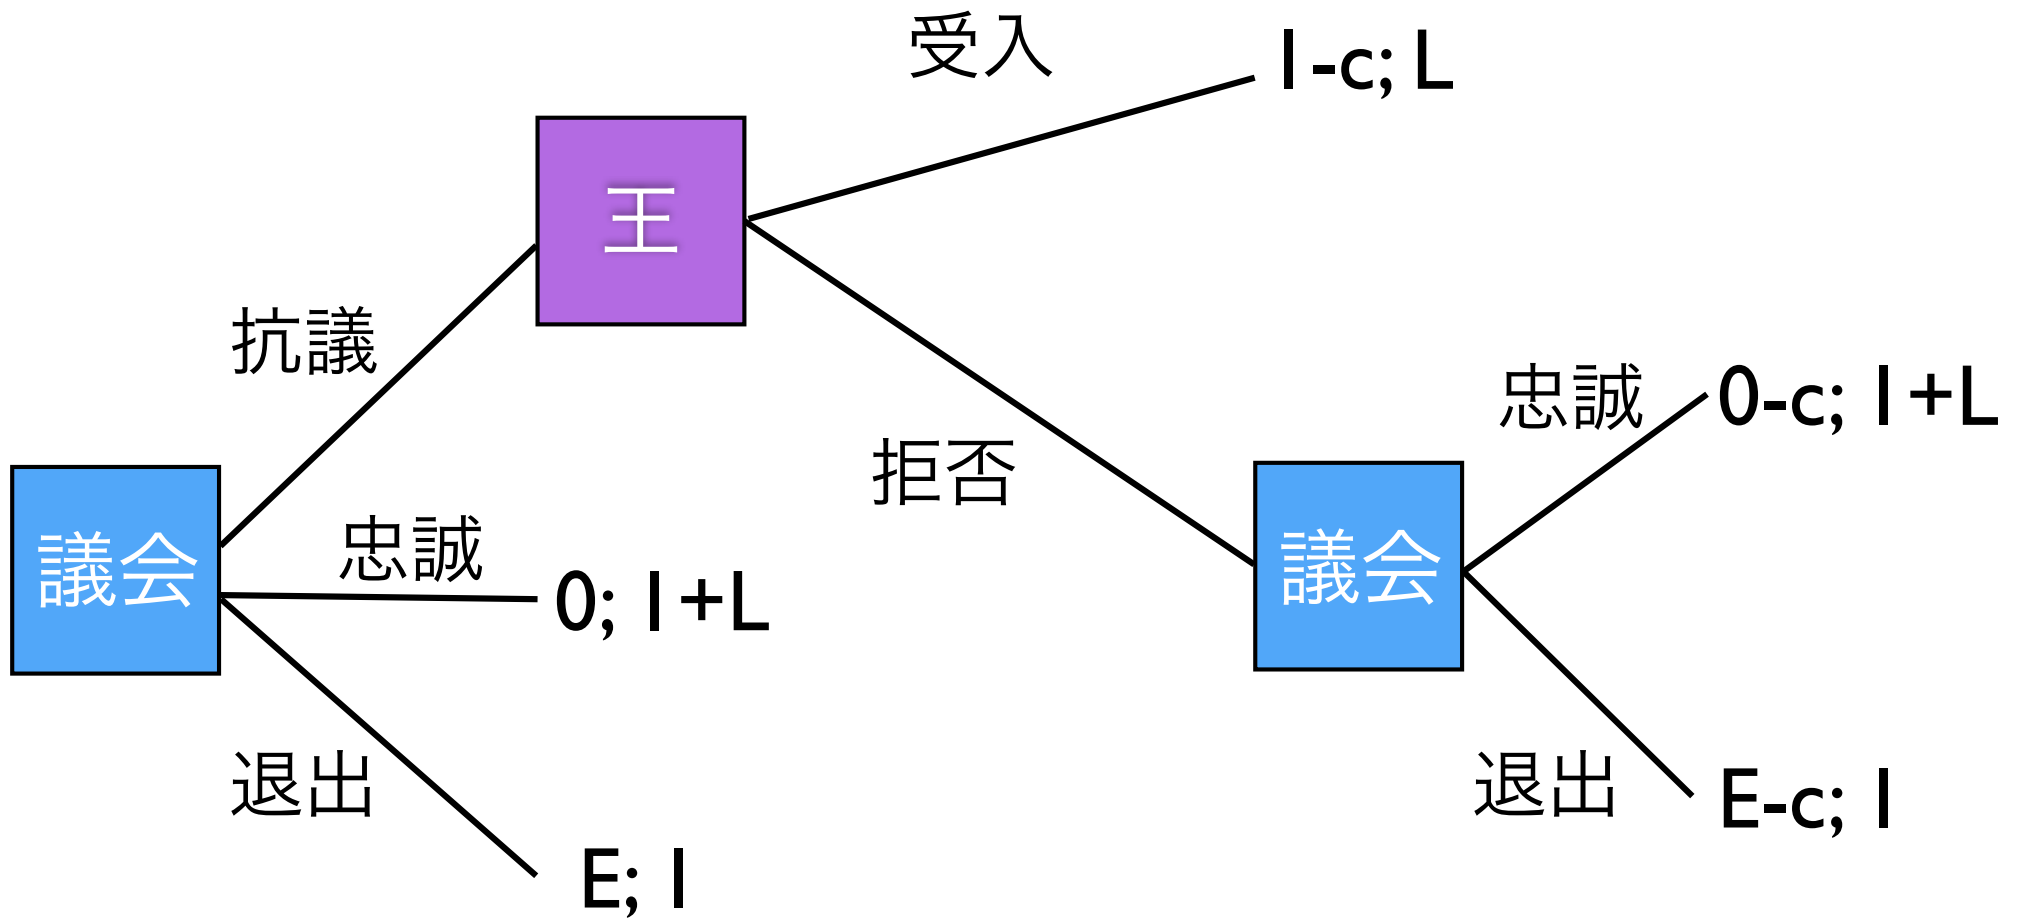 受入
1-c; L
王
抗議
忠誠
0-c; 1+L
拒否
議会
忠誠
0; 1+L
議会
退出
退出
E-c; 1
E; 1